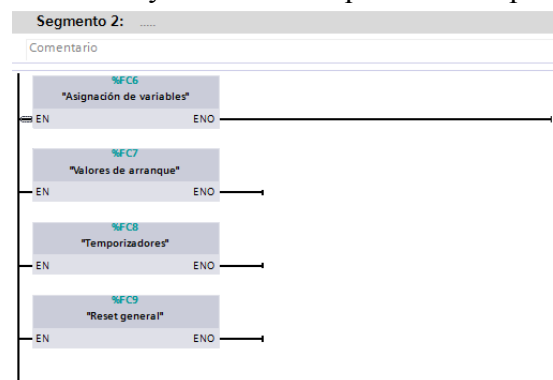 Segmento 2: .....
Comentario
%FC6
"Asignación de variables"
EN ENO
%FC7
"Valores de arranque"
EN ENO
%FC8
"Temporizadores"
EN ENO
%FC9
"Reset general"
EN ENO